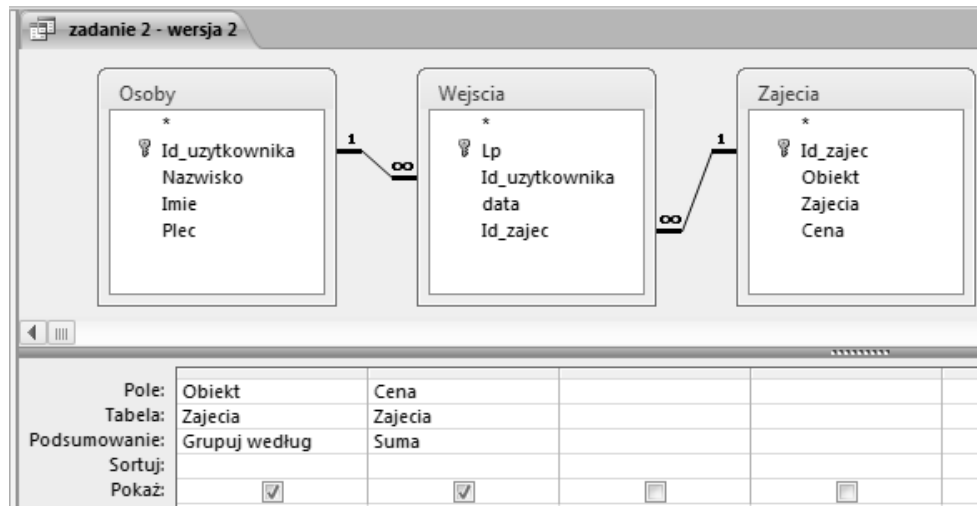 zadanie 2 - wersja 2
Osoby
*
Id_uzytkownika
Nazwisko
Imie
Plec
1
∞
Wejscia
*
Lp
Id_uzytkownika
data
Id_zajec
∞
1
Zajecia
*
Id_zajec
Obiekt
Zajecia
Cena
Pole: Obiekt Cena
Tabela: Zajecia Zajecia
Podsumowanie: Grupuj według Suma
Sortuj:
Pokaż: